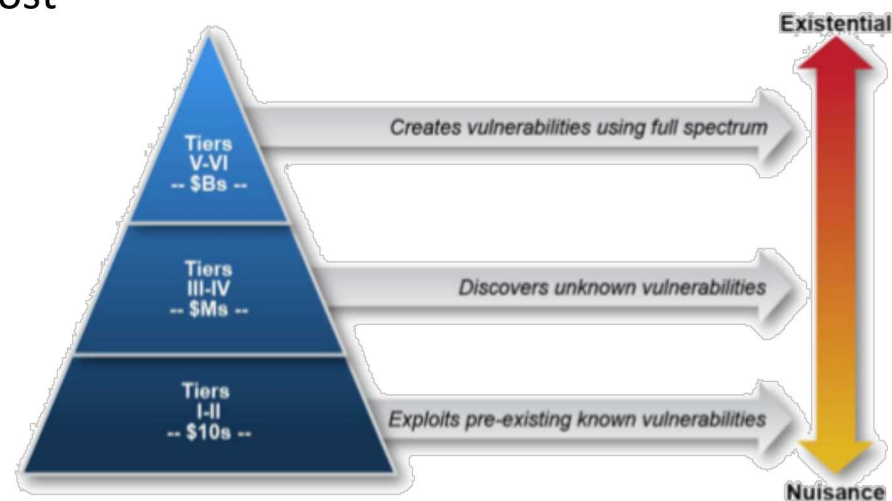 Existential
Tiers
V-VI
-- $Bs --
Creates vulnerabilities using full spectrum
Tiers
III-IV
-- $Ms --
Discovers unknown vulnerabilities
Tiers
I-II
-- $10s --
Exploits pre-existing known vulnerabilities
Nuisance